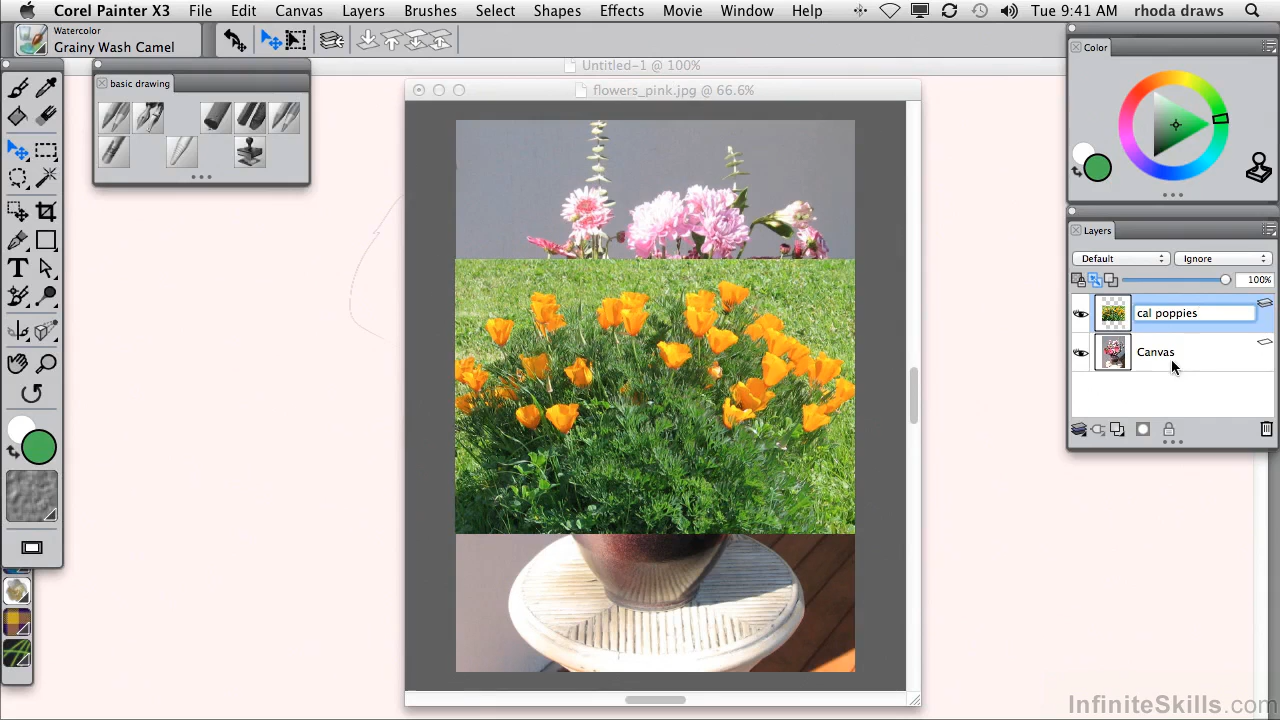 Corel Painter X3 File Edit Canvas Layers Brushes Select Shapes Effects Movie Window Help Tue 9:41 AM rhoda draws
Watercolor
Grainy Wash Camel
Untitled-1 @ 100%
flowers_pink.jpg @ 66.6%
basic drawing
Color
Layers
Default Ignore
100%
cal poppies
Canvas
InfiniteSkills.com